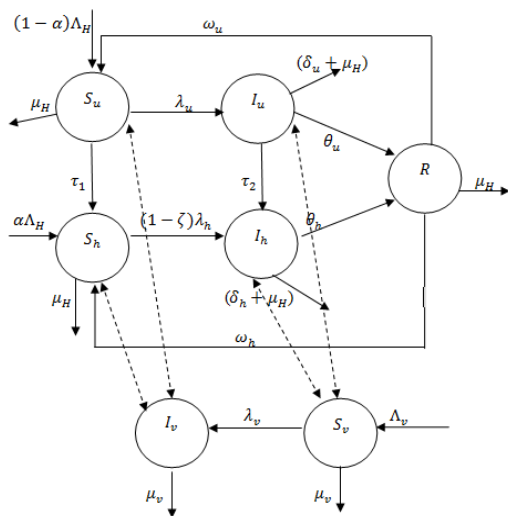 (1−α)Λ_H
ω_u
(δ_u + μ_H)
μ_H
S_u
λ_u
I_u
θ_u
R
μ_H
τ_1
τ_2
αΛ_H
S_h
(1−ζ)λ_h
I_h
θ_h
μ_H
(δ_h + μ_H)
ω_h
I_v
λ_v
S_v
Λ_v
μ_v
μ_v